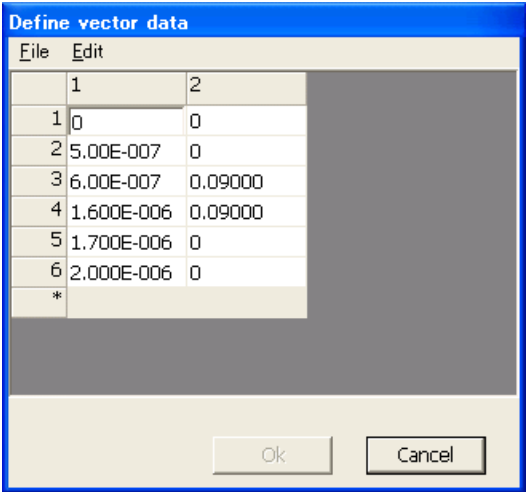 Define vector data
File Edit
1 2
1 0 0
2 5.00E-007 0
3 6.00E-007 0.09000
4 1.600E-006 0.09000
5 1.700E-006 0
6 2.000E-006 0
*
Ok Cancel